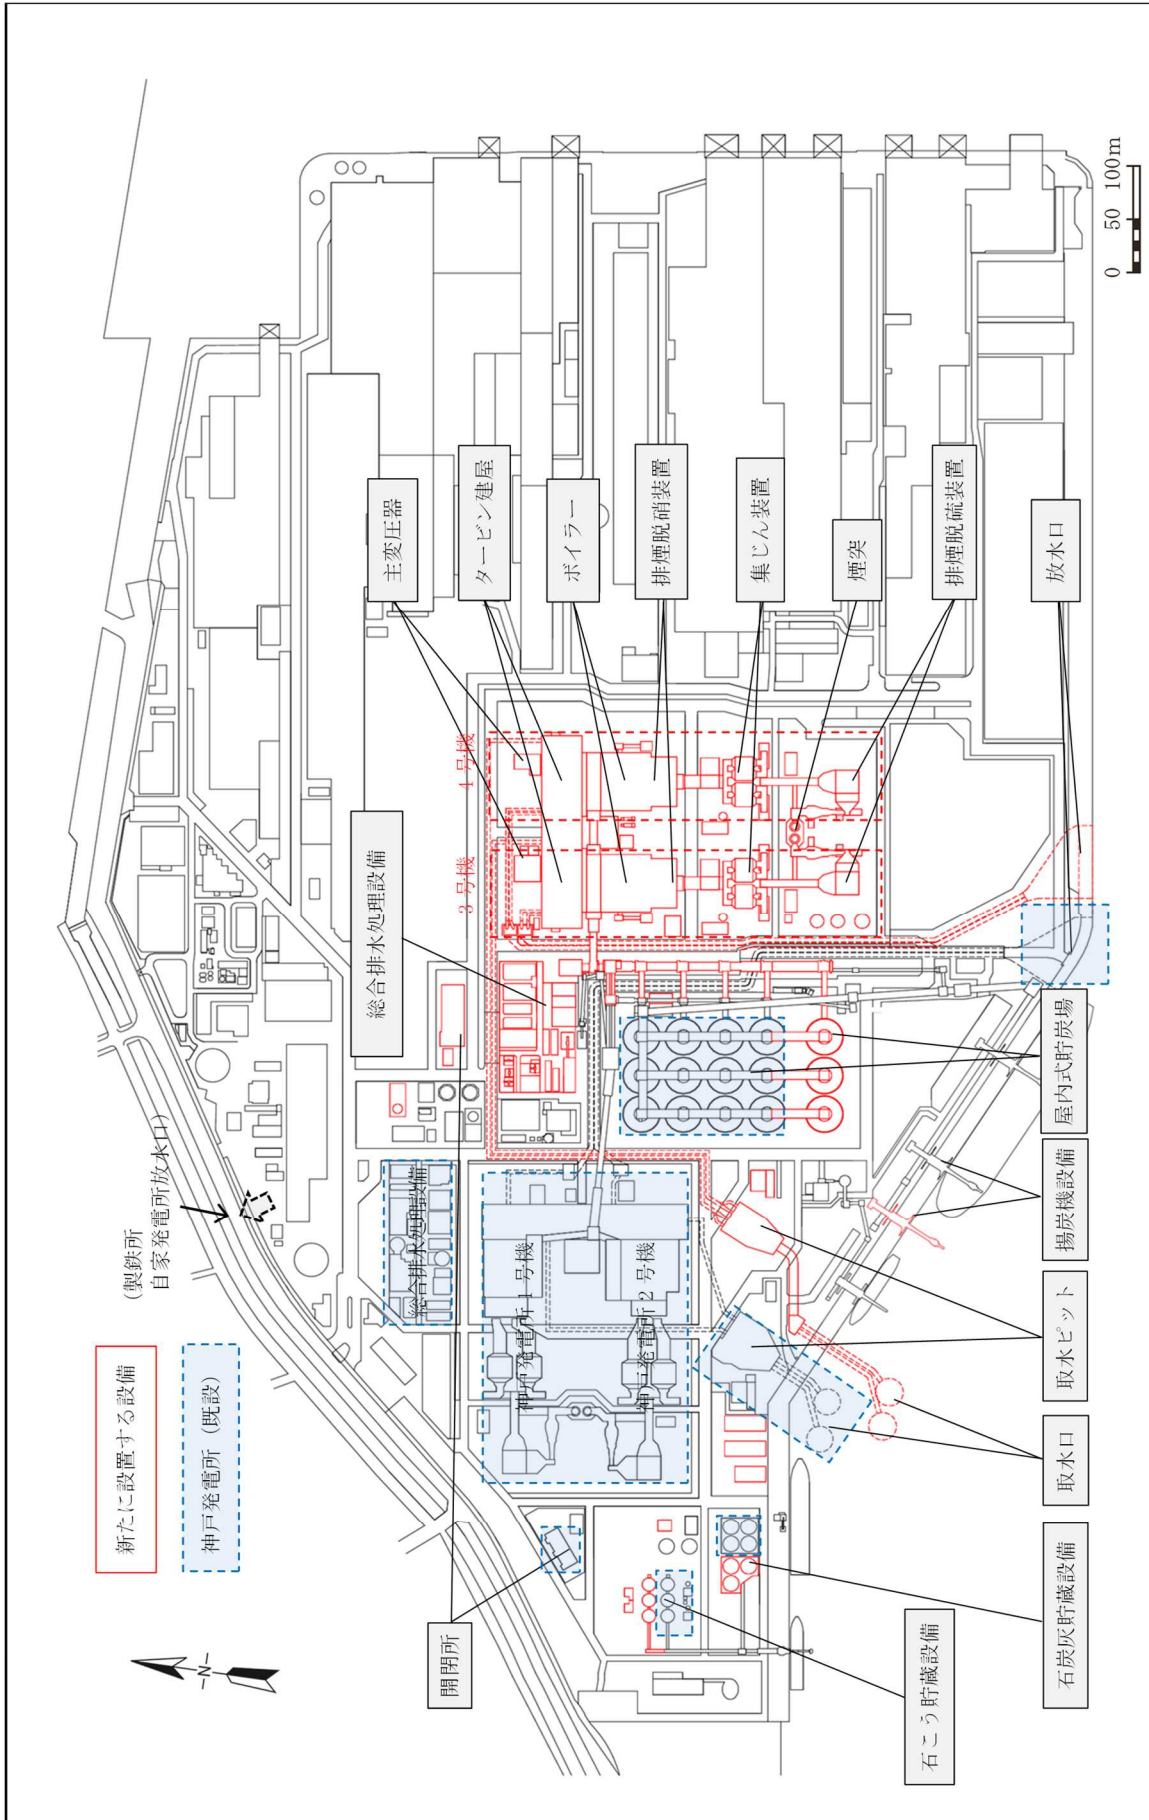 新たに設置する設備
神戸発電所（既設）
(製鉄所
自家発電所放水口)
総合排水処理設備
主変圧器
タービン建屋
ボイラー
排煙脱硝装置
集じん装置
煙突
排煙脱硫装置
放水口
3号機
4号機
総合排水処理設備
神戸発電所1号機
神戸発電所2号機
開閉所
石こう貯蔵設備
石炭灰貯蔵設備
取水口
取水ピット
揚炭機設備
屋内式貯炭場
N
0 50 100m